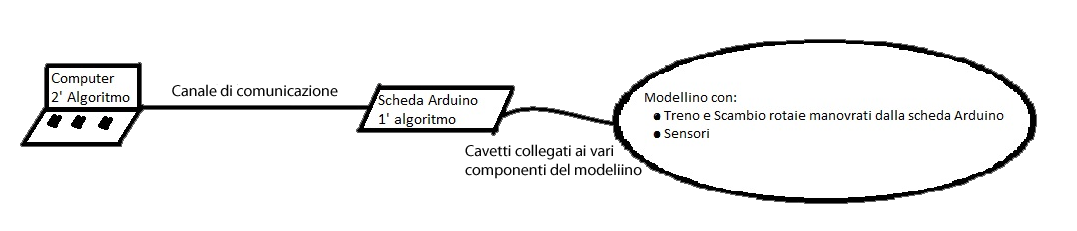 Computer
2' Algoritmo
Canale di comunicazione
Scheda Arduino
1' algoritmo
Cavetti collegati ai vari
componenti del modeliino
Modellino con:
• Treno e Scambio rotaie manovrati dalla scheda Arduino
• Sensori